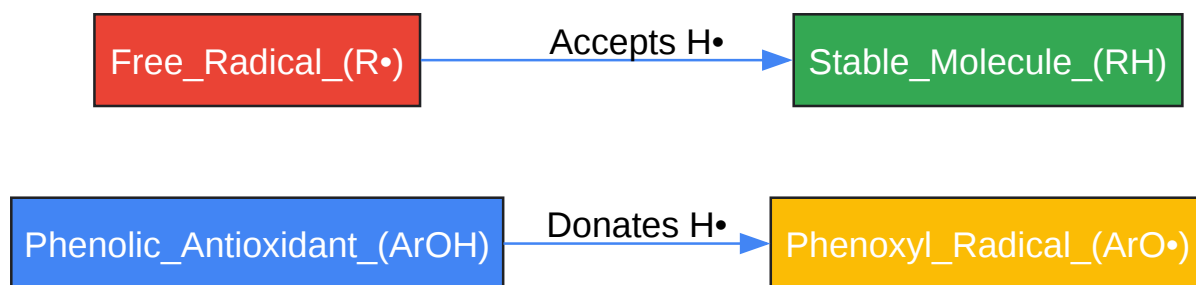 Free_Radical_(R•)
Accepts H•
Stable_Molecule_(RH)
Phenolic_Antioxidant_(ArOH)
Donates H•
Phenoxyl_Radical_(ArO•)